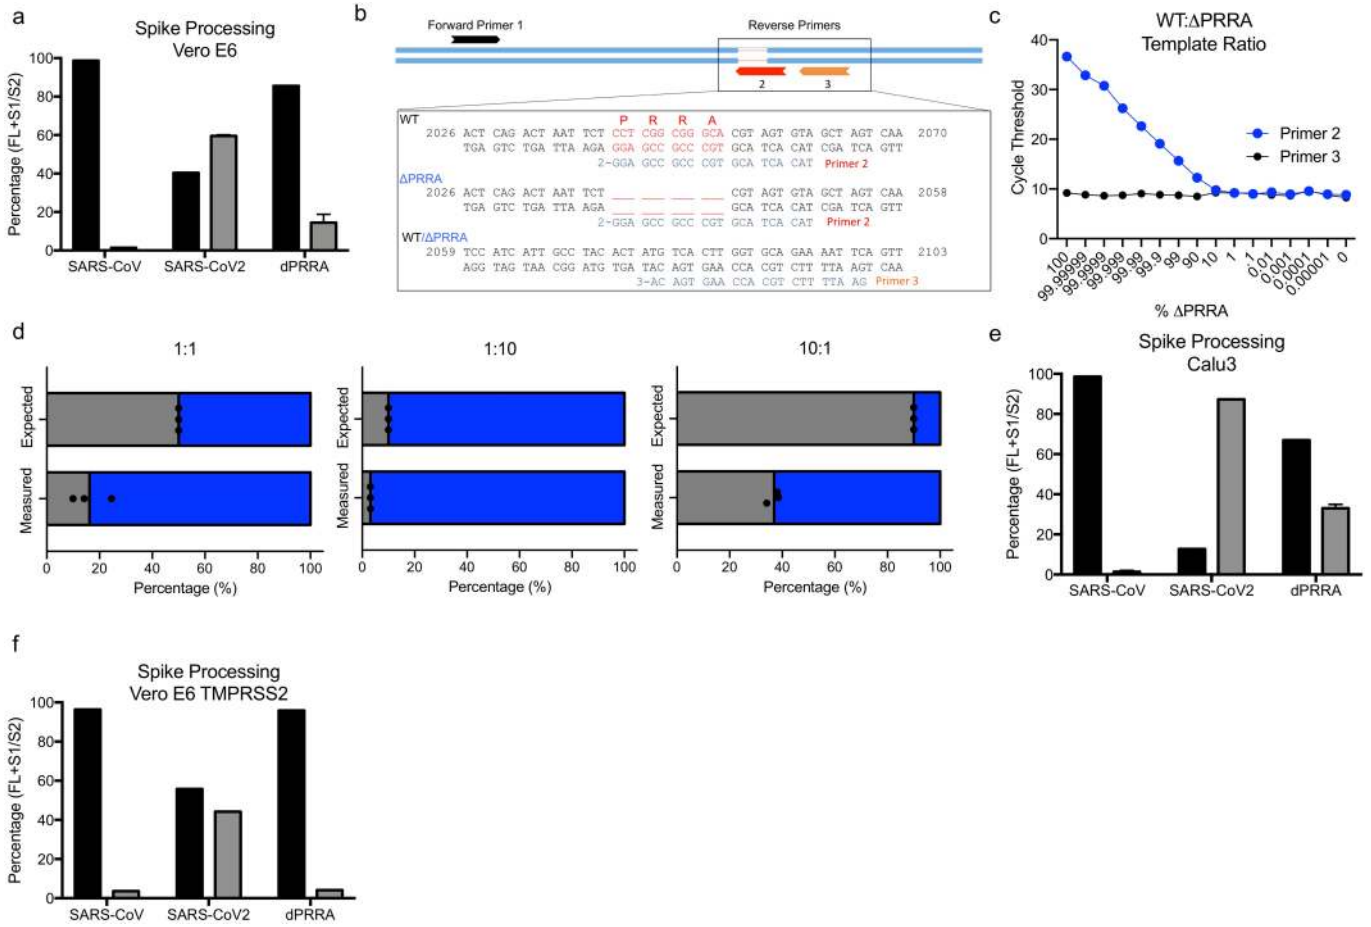 a
Spike Processing
Vero E6
Percentage (FL+S1/S2)
100
80
60
40
20
0
SARS-CoV SARS-CoV2 dPRRA
b
Forward Primer 1 Reverse Primers
2 3
WT P R R A
2026 ACT CAG ACT AAT TCT CCT CGG CGG GCA CGT AGT GTA GCT AGT CAA 2070
TGA GTC TGA TTA AGA GGA GCC GCC CGT GCA TCA CAT CGA TCA GTT
2-GGA GCC GCC CGT GCA TCA CAT Primer 2
ΔPRRA
2026 ACT CAG ACT AAT TCT ___ ___ ___ ___ CGT AGT GTA GCT AGT CAA 2058
TGA GTC TGA TTA AGA ___ ___ ___ ___ GCA TCA CAT CGA TCA GTT
2-GGA GCC GCC CGT GCA TCA CAT Primer 2
WT/ΔPRRA
2059 TCC ATC ATT GCC TAC ACT ATG TCA CTT GGT GCA GAA AAT TCA GTT 2103
AGG TAG TAA CGG ATG TGA TAC AGT GAA CCA CGT CTT TTA AGT CAA
3-AC AGT GAA CCA CGT CTT TTA AG Primer 3
c
WT:ΔPRRA
Template Ratio
Cycle Threshold
40
30
20
10
0
Primer 2
Primer 3
100 99.99999 99.9999 99.999 99.99 99.9 99 90 10 1 .1 0.01 0.001 0.0001 0.00001 0
% ΔPRRA
d
1:1 1:10 10:1
Expected Expected Expected
Measured Measured Measured
0 20 40 60 80 100 0 20 40 60 80 100 0 20 40 60 80 100
Percentage (%) Percentage (%) Percentage (%)
e
Spike Processing
Calu3
Percentage (FL+S1/S2)
100
80
60
40
20
0
SARS-CoV SARS-CoV2 dPRRA
f
Spike Processing
Vero E6 TMPRSS2
Percentage (FL+S1/S2)
100
80
60
40
20
0
SARS-CoV SARS-CoV2 dPRRA